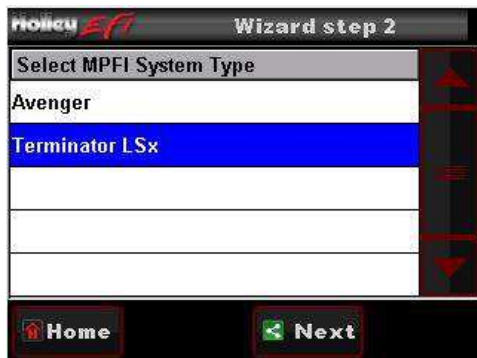 Holley EFI Wizard step 2
Select MPFI System Type
Avenger
Terminator LSx
Home Next